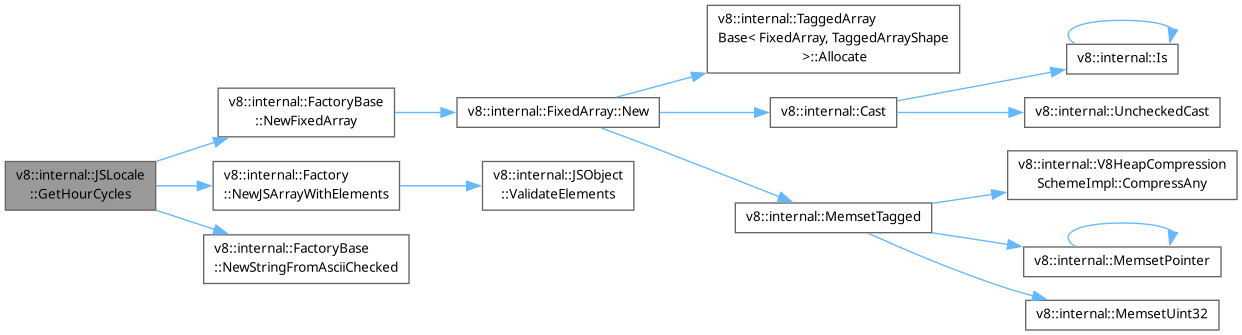 v8::internal::JSLocale
::GetHourCycles
v8::internal::FactoryBase
::NewFixedArray
v8::internal::Factory
::NewJSArrayWithElements
v8::internal::FactoryBase
::NewStringFromAsciiChecked
v8::internal::FixedArray::New
v8::internal::JSObject
::ValidateElements
v8::internal::TaggedArray
Base< FixedArray, TaggedArrayShape
>::Allocate
v8::internal::Cast
v8::internal::MemsetTagged
v8::internal::Is
v8::internal::UncheckedCast
v8::internal::V8HeapCompression
SchemeImpl::CompressAny
v8::internal::MemsetPointer
v8::internal::MemsetUint32